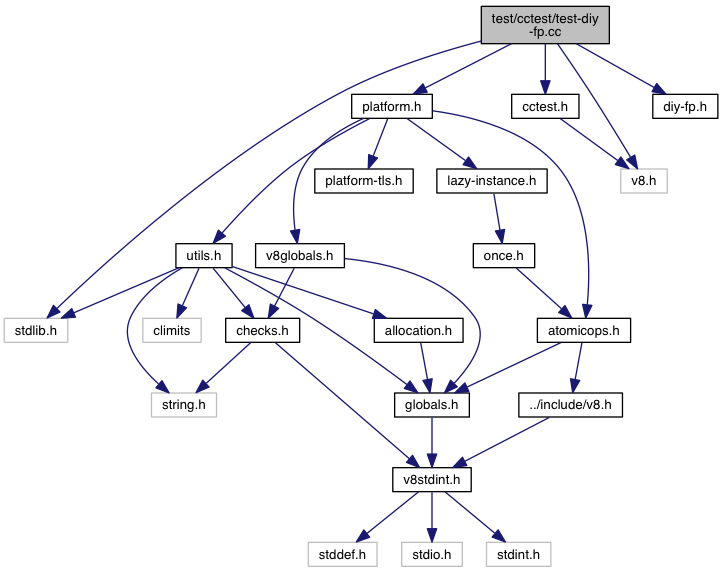 test/cctest/test-diy
-fp.cc
platform.h
cctest.h
diy-fp.h
platform-tls.h
lazy-instance.h
v8.h
utils.h
v8globals.h
once.h
stdlib.h
climits
checks.h
allocation.h
atomicops.h
string.h
globals.h
../include/v8.h
v8stdint.h
stddef.h
stdio.h
stdint.h